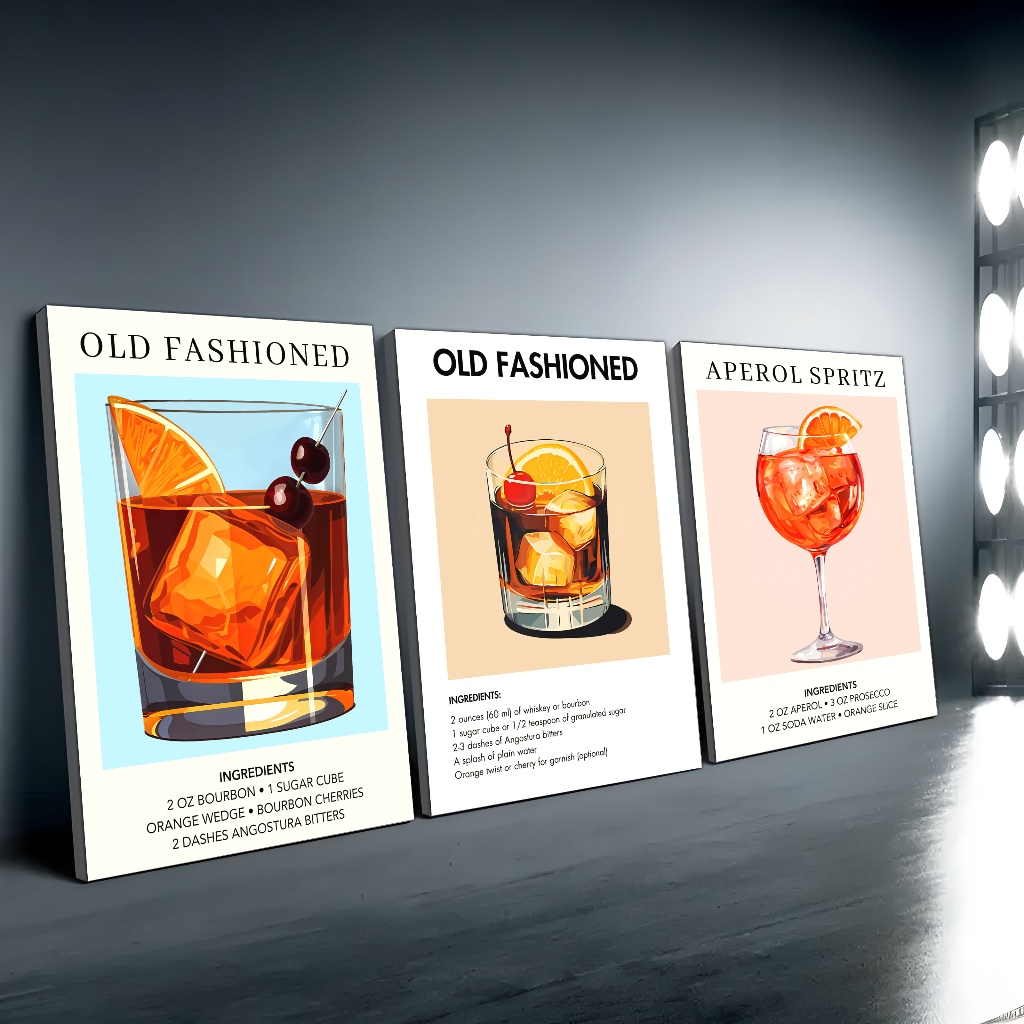 OLD FASHIONED
INGREDIENTS
2 OZ BOURBON • 1 SUGAR CUBE
ORANGE WEDGE • BOURBON CHERRIES
2 DASHES ANGOSTURA BITTERS
OLD FASHIONED
INGREDIENTS:
2 ounces (60 ml) of whiskey or bourbon
1 sugar cube or 1/2 teaspoon of granulated sugar
2-3 dashes of Angostura bitters
A splash of plain water
Orange twist or cherry for garnish (optional)
APEROL SPRITZ
INGREDIENTS
2 OZ APEROL • 3 OZ PROSECCO
1 OZ SODA WATER • ORANGE SLICE